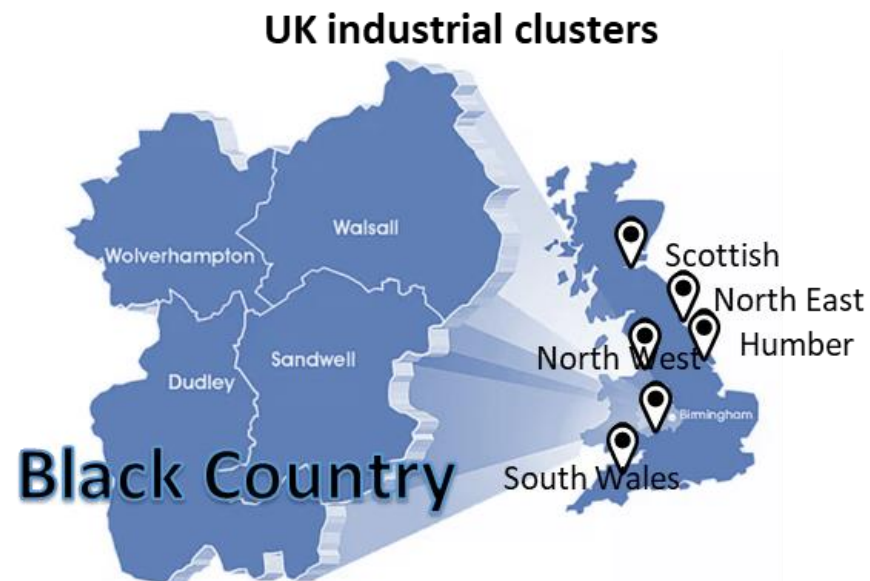 UK industrial clusters
Walsall
Wolverhampton
Scottish
North East
Humber
North West
Sandwell
Dudley
Birmingham
Black Country
South Wales